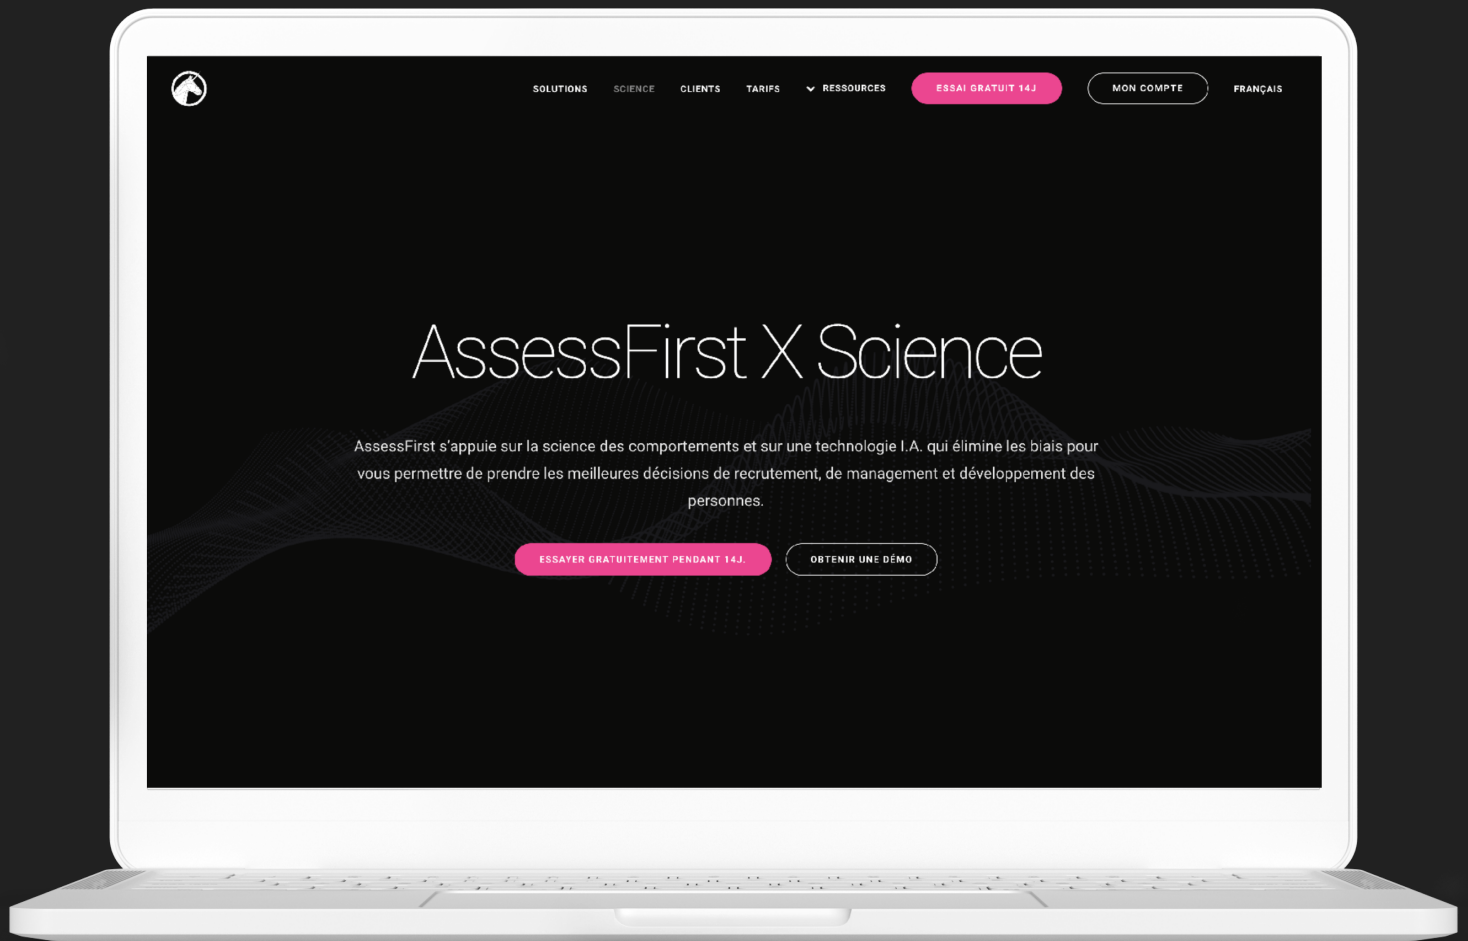 SOLUTIONS SCIENCE CLIENTS TARIFS RESSOURCES ESSAI GRATUIT 14J MON COMPTE FRANÇAIS
AssessFirst X Science
AssessFirst s'appuie sur la science des comportements et sur une technologie I.A. qui élimine les biais pour
vous permettre de prendre les meilleures décisions de recrutement, de management et développement des
personnes.
ESSAYER GRATUITEMENT PENDANT 14J. OBTENIR UNE DÉMO